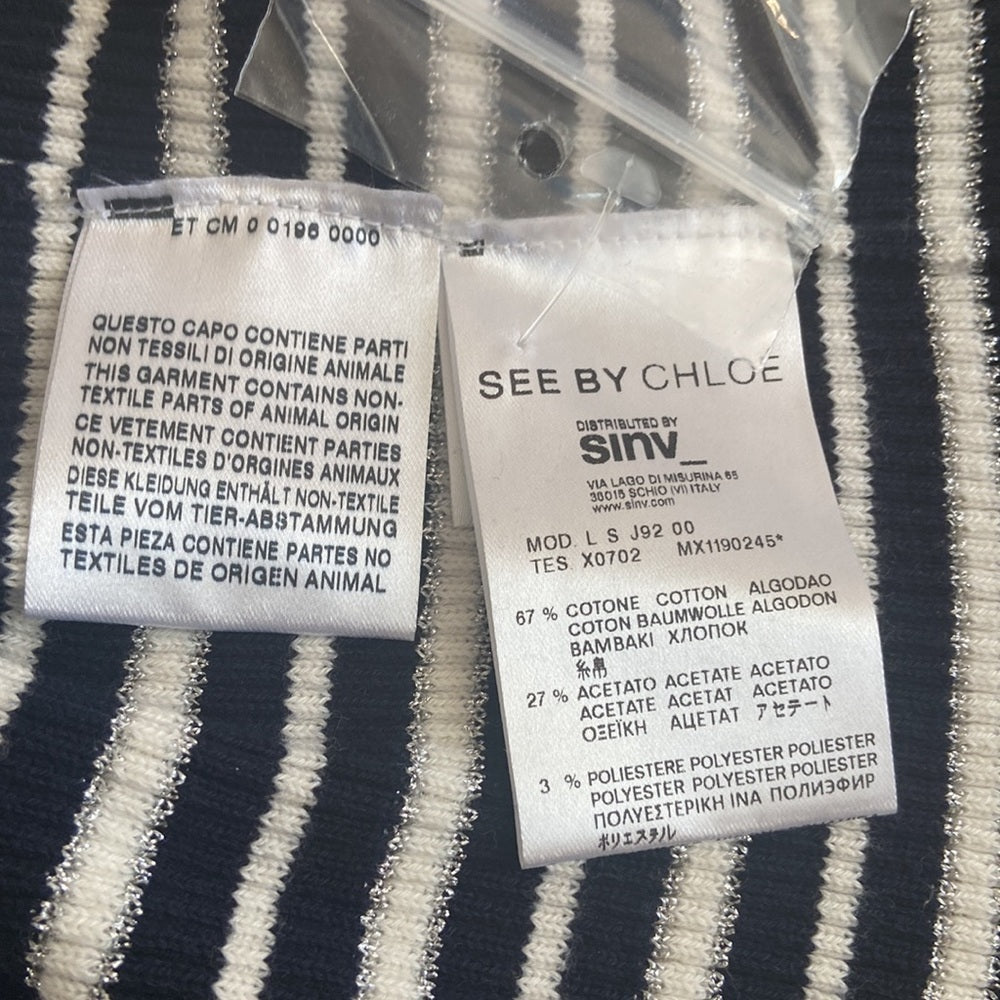 ET CM 0 0196 0000
QUESTO CAPO CONTIENE PARTI
NON TESSILI DI ORIGINE ANIMALE
THIS GARMENT CONTAINS NON-
TEXTILE PARTS OF ANIMAL ORIGIN
CE VETEMENT CONTIENT PARTIES
NON-TEXTILES D'ORGINES ANIMAUX
DIESE KLEIDUNG ENTHÄLT NON-TEXTILE
TEILE VOM TIER-ABSTAMMUNG
ESTA PIEZA CONTIENE PARTES NO
TEXTILES DE ORIGEN ANIMAL
SEE BY CHLOÉ
DISTRIBUTED BY
sinv_
VIA LAGO DI MISURINA 65
36015 SCHIO (VI) ITALY
www.sinv.com
MOD. L S J92 00
TES. X0702 MX1190245*
67 % COTONE COTTON ALGODAO
COTON BAUMWOLLE ALGODON
BAMBAKI ХЛОПОК
糸帛
27 % ACETATO ACETATE ACETATO
ACETATE ACETAT ACETATO
ΟΞΕΪΚΗ АЦЕТАТ アセテート
3 % POLIESTERE POLYESTER POLIESTER
POLYESTER POLYESTER POLIESTER
ΠΟΛΥΕΣΤΕΡΙΚΗ ΙΝΑ ПОЛИЭФИР
ポリエステル